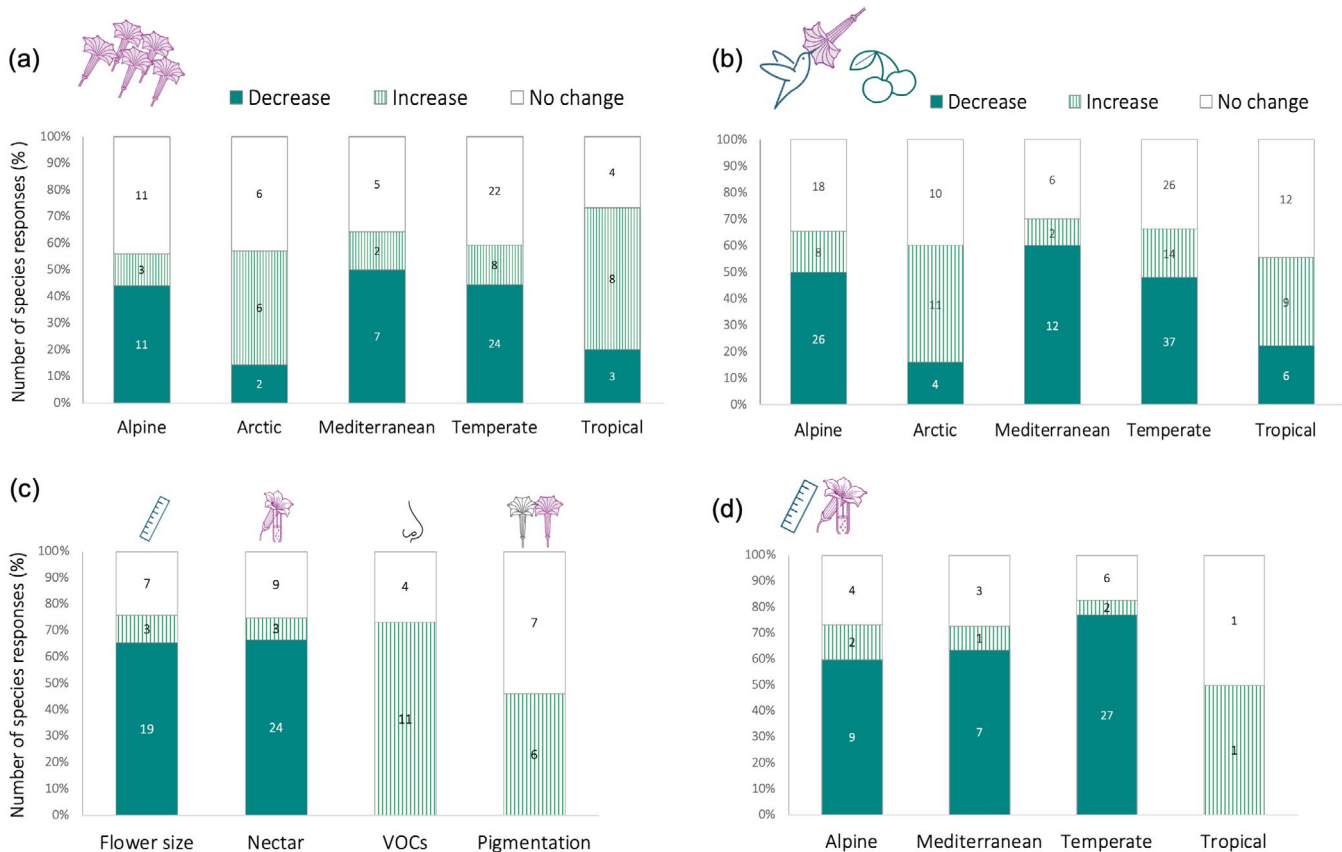 (a)
Decrease Increase No change
Number of species responses (% )
100%
90%
80%
70%
60%
50%
40%
30%
20%
10%
0%
11 6 5 22 4
3 6 2 8 8
11 2 7 24 3
Alpine Arctic Mediterranean Temperate Tropical
(b)
Decrease Increase No change
100%
90%
80%
70%
60%
50%
40%
30%
20%
10%
0%
18 10 6 26 12
8 11 2 14 9
26 4 12 37 6
Alpine Arctic Mediterranean Temperate Tropical
(c)
Number of species responses (%)
100%
90%
80%
70%
60%
50%
40%
30%
20%
10%
0%
7 9 4 7
3 3 11 6
19 24
Flower size Nectar VOCs Pigmentation
(d)
100%
90%
80%
70%
60%
50%
40%
30%
20%
10%
0%
4 3 6 1
2 1 2 1
9 7 27
Alpine Mediterranean Temperate Tropical